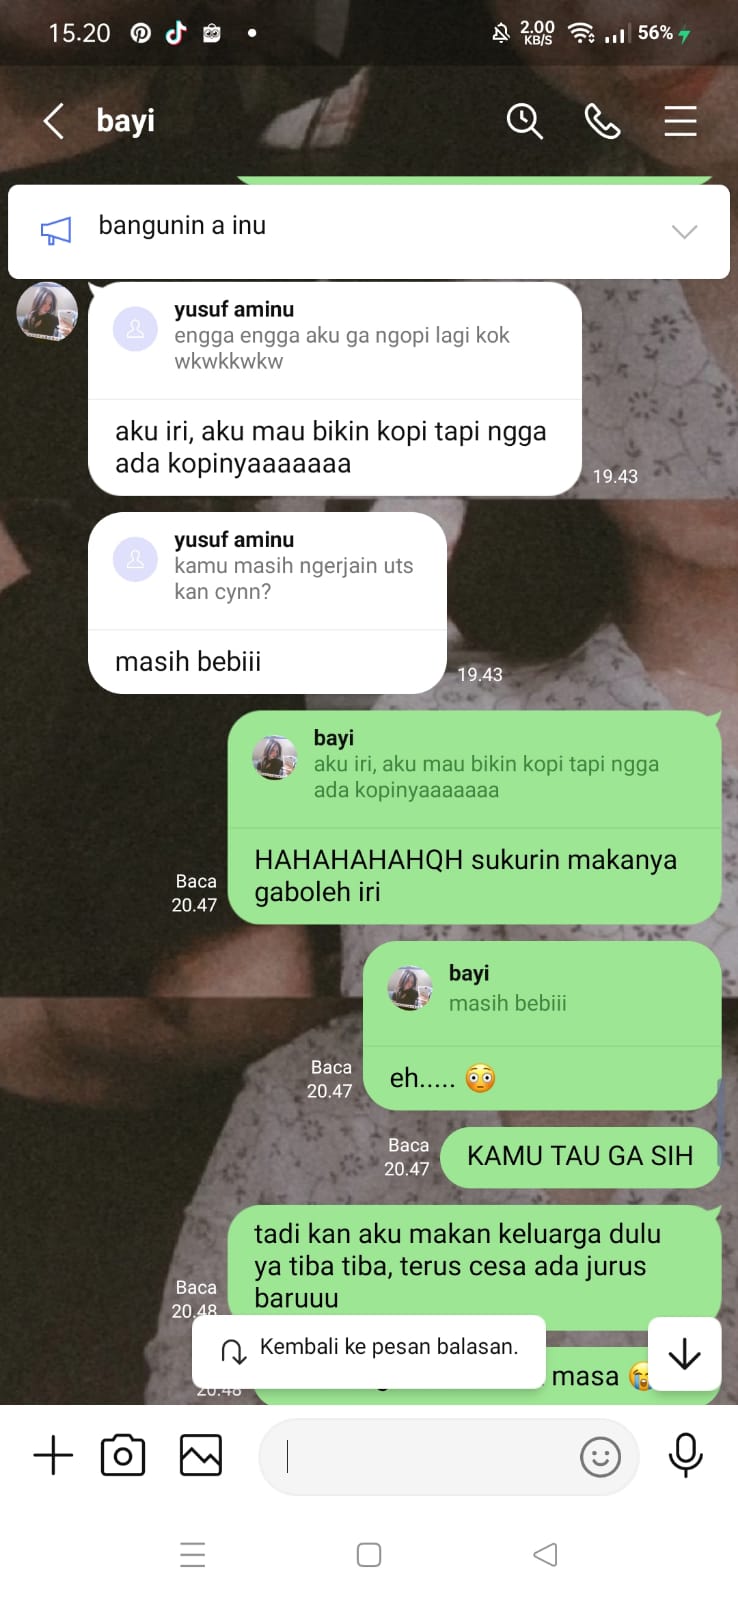 15.20
2.00
KB/S
56%
bayi
bangunin a inu
yusuf aminu
engga engga aku ga ngopi lagi kok
wkwkkwkw
aku iri, aku mau bikin kopi tapi ngga
ada kopinyaaaaaaa
19.43
yusuf aminu
kamu masih ngerjain uts
kan cynn?
masih bebiii
19.43
bayi
aku iri, aku mau bikin kopi tapi ngga
ada kopinyaaaaaaa
HAHAHAHAHQH sukurin makanya
gaboleh iri
Baca
20.47
bayi
masih bebiii
eh..... 😳
Baca
20.47
KAMU TAU GA SIH
Baca
20.47
tadi kan aku makan keluarga dulu
ya tiba tiba, terus cesa ada jurus
baruuu
Baca
20.48
Kembali ke pesan balasan.
masa 😭
20.48